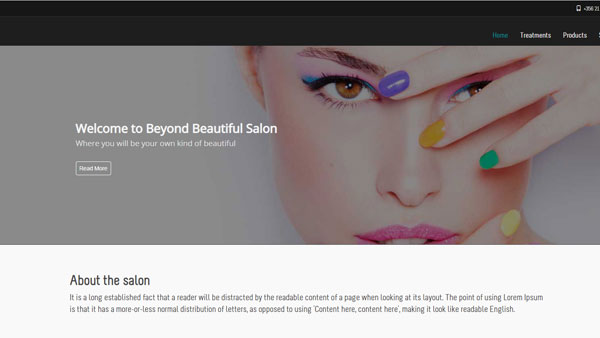 +356 21
Home Treatments Products S
Welcome to Beyond Beautiful Salon
Where you will be your own kind of beautiful
Read More
About the salon
It is a long established fact that a reader will be distracted by the readable content of a page when looking at its layout. The point of using Lorem Ipsum
is that it has a more-or-less normal distribution of letters, as opposed to using 'Content here, content here', making it look like readable English.